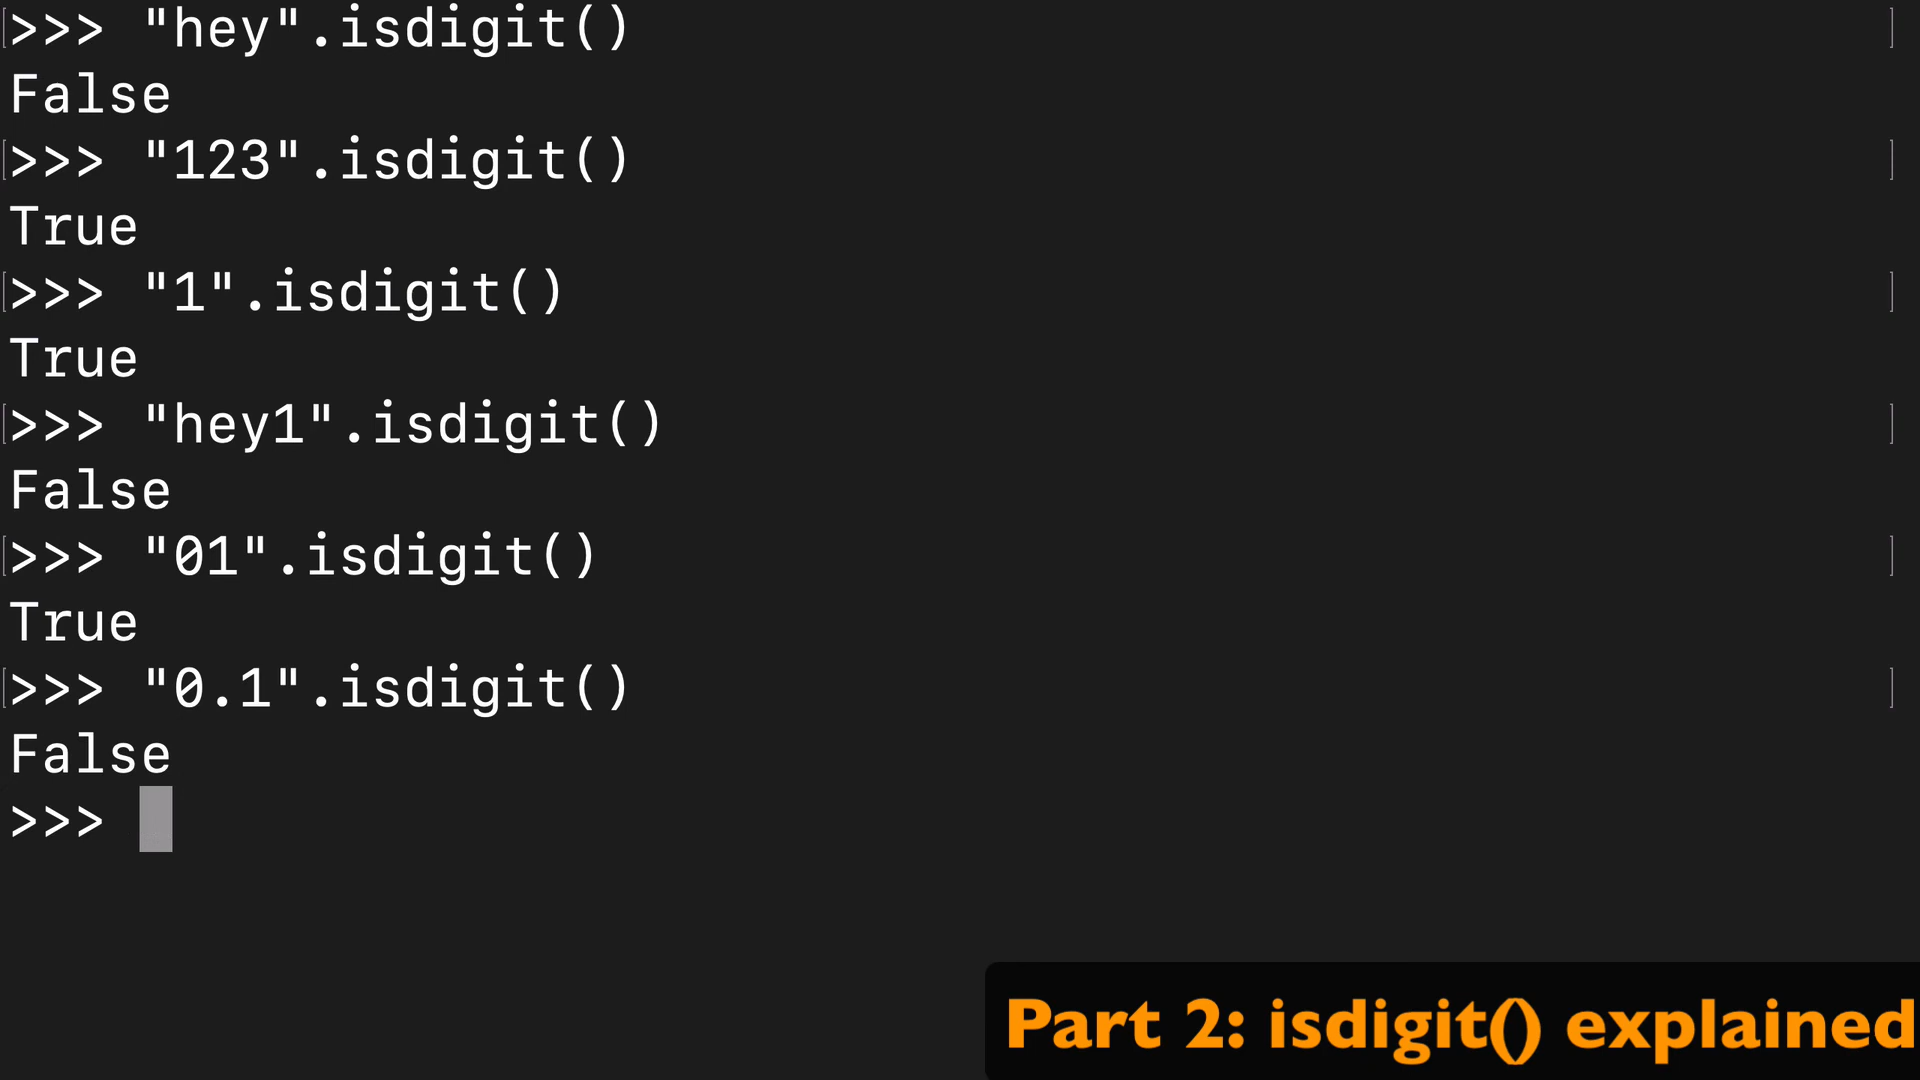 >>> "hey".isdigit()
False
>>> "123".isdigit()
True
>>> "1".isdigit()
True
>>> "hey1".isdigit()
False
>>> "01".isdigit()
True
>>> "0.1".isdigit()
False
>>>
Part 2: isdigit() explained